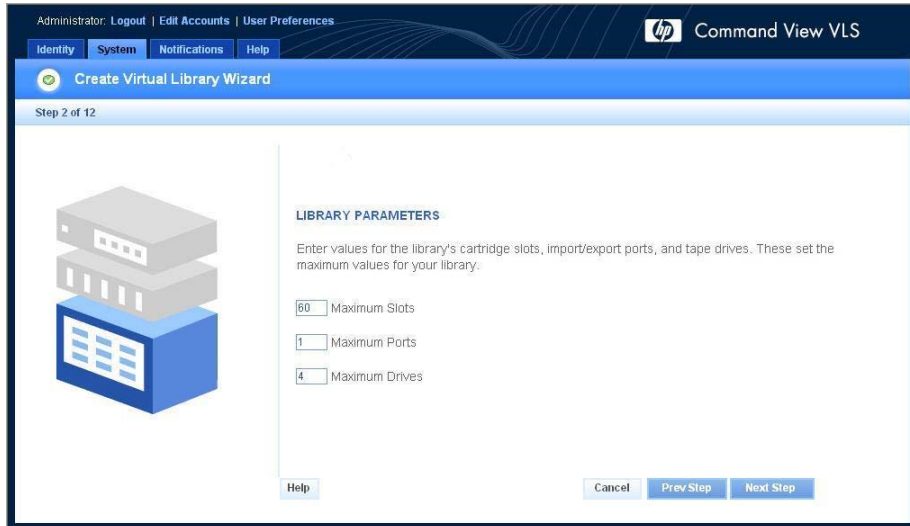 Administrator: Logout | Edit Accounts | User Preferences
hp Command View VLS
Identity System Notifications Help
Create Virtual Library Wizard
Step 2 of 12
LIBRARY PARAMETERS
Enter values for the library's cartridge slots, import/export ports, and tape drives. These set the
maximum values for your library.
60 Maximum Slots
1 Maximum Ports
4 Maximum Drives
Help Cancel Prev Step Next Step